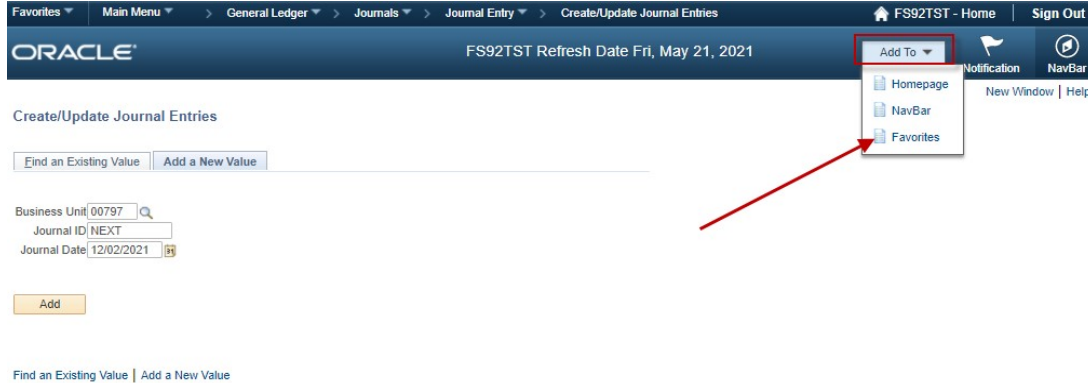 Favorites Main Menu > General Ledger > Journals > Journal Entry > Create/Update Journal Entries FS92TST - Home Sign Out
ORACLE FS92TST Refresh Date Fri, May 21, 2021 Add To
Notification NavBar
Homepage
NavBar
Favorites
New Window | Help
Create/Update Journal Entries
Find an Existing Value Add a New Value
Business Unit 00797
Journal ID NEXT
Journal Date 12/02/2021 31
Add
Find an Existing Value | Add a New Value